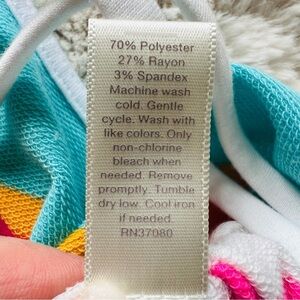 70% Polyester
27% Rayon
3% Spandex
Machine wash
cold. Gentle
cycle. Wash with
like colors. Only
non-chlorine
bleach when
needed. Remove
promptly. Tumble
dry low. Cool iron
if needed
RN37080